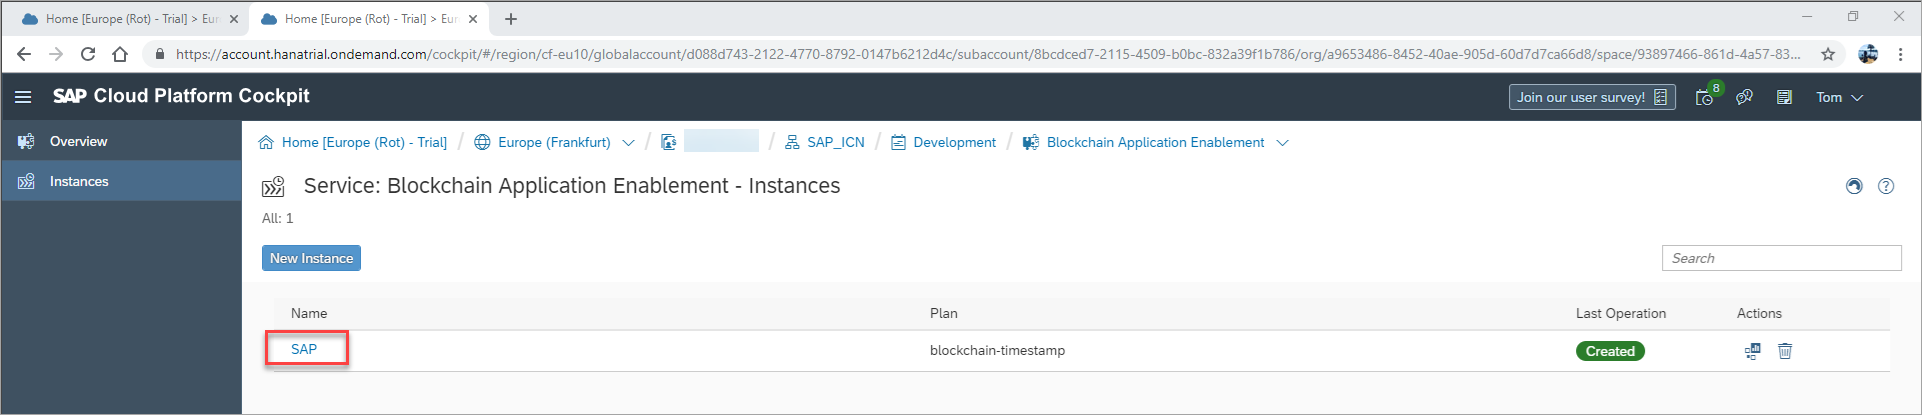 Home [Europe (Rot) - Trial] > Eur
Home [Europe (Rot) - Trial] > Eur
https://account.hanatrial.ondemand.com/cockpit/#/region/cf-eu10/globalaccount/d088d743-2122-4770-8792-0147b6212d4c/subaccount/8bcdced7-2115-4509-b0bc-832a39f1b786/org/a9653486-8452-40ae-905d-60d7d7ca66d8/space/93897466-861d-4a57-83...
SAP Cloud Platform Cockpit
Join our user survey!
8
Tom
Overview
Instances
Home [Europe (Rot) - Trial] / Europe (Frankfurt) / / SAP_ICN / Development / Blockchain Application Enablement
Service: Blockchain Application Enablement - Instances
All: 1
New Instance
Search
Name Plan Last Operation Actions
SAP blockchain-timestamp Created